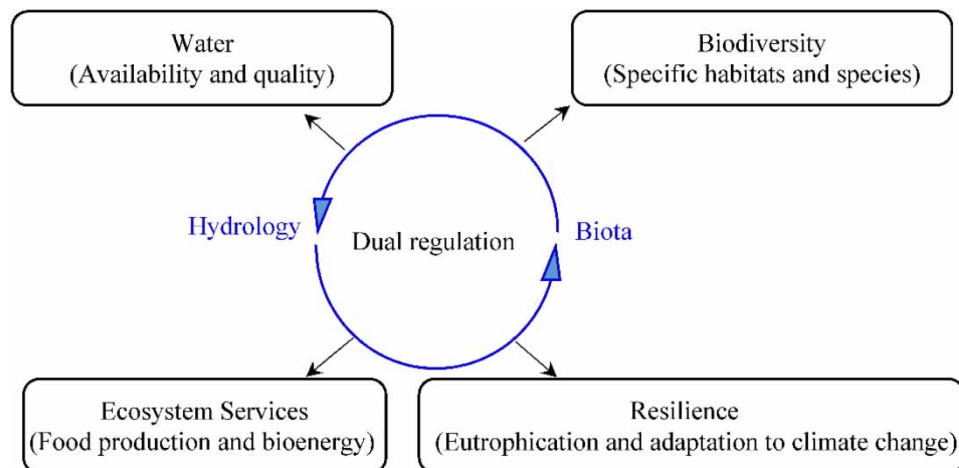 Water
(Availability and quality)
Biodiversity
(Specific habitats and species)
Hydrology
Dual regulation
Biota
Ecosystem Services
(Food production and bioenergy)
Resilience
(Eutrophication and adaptation to climate change)